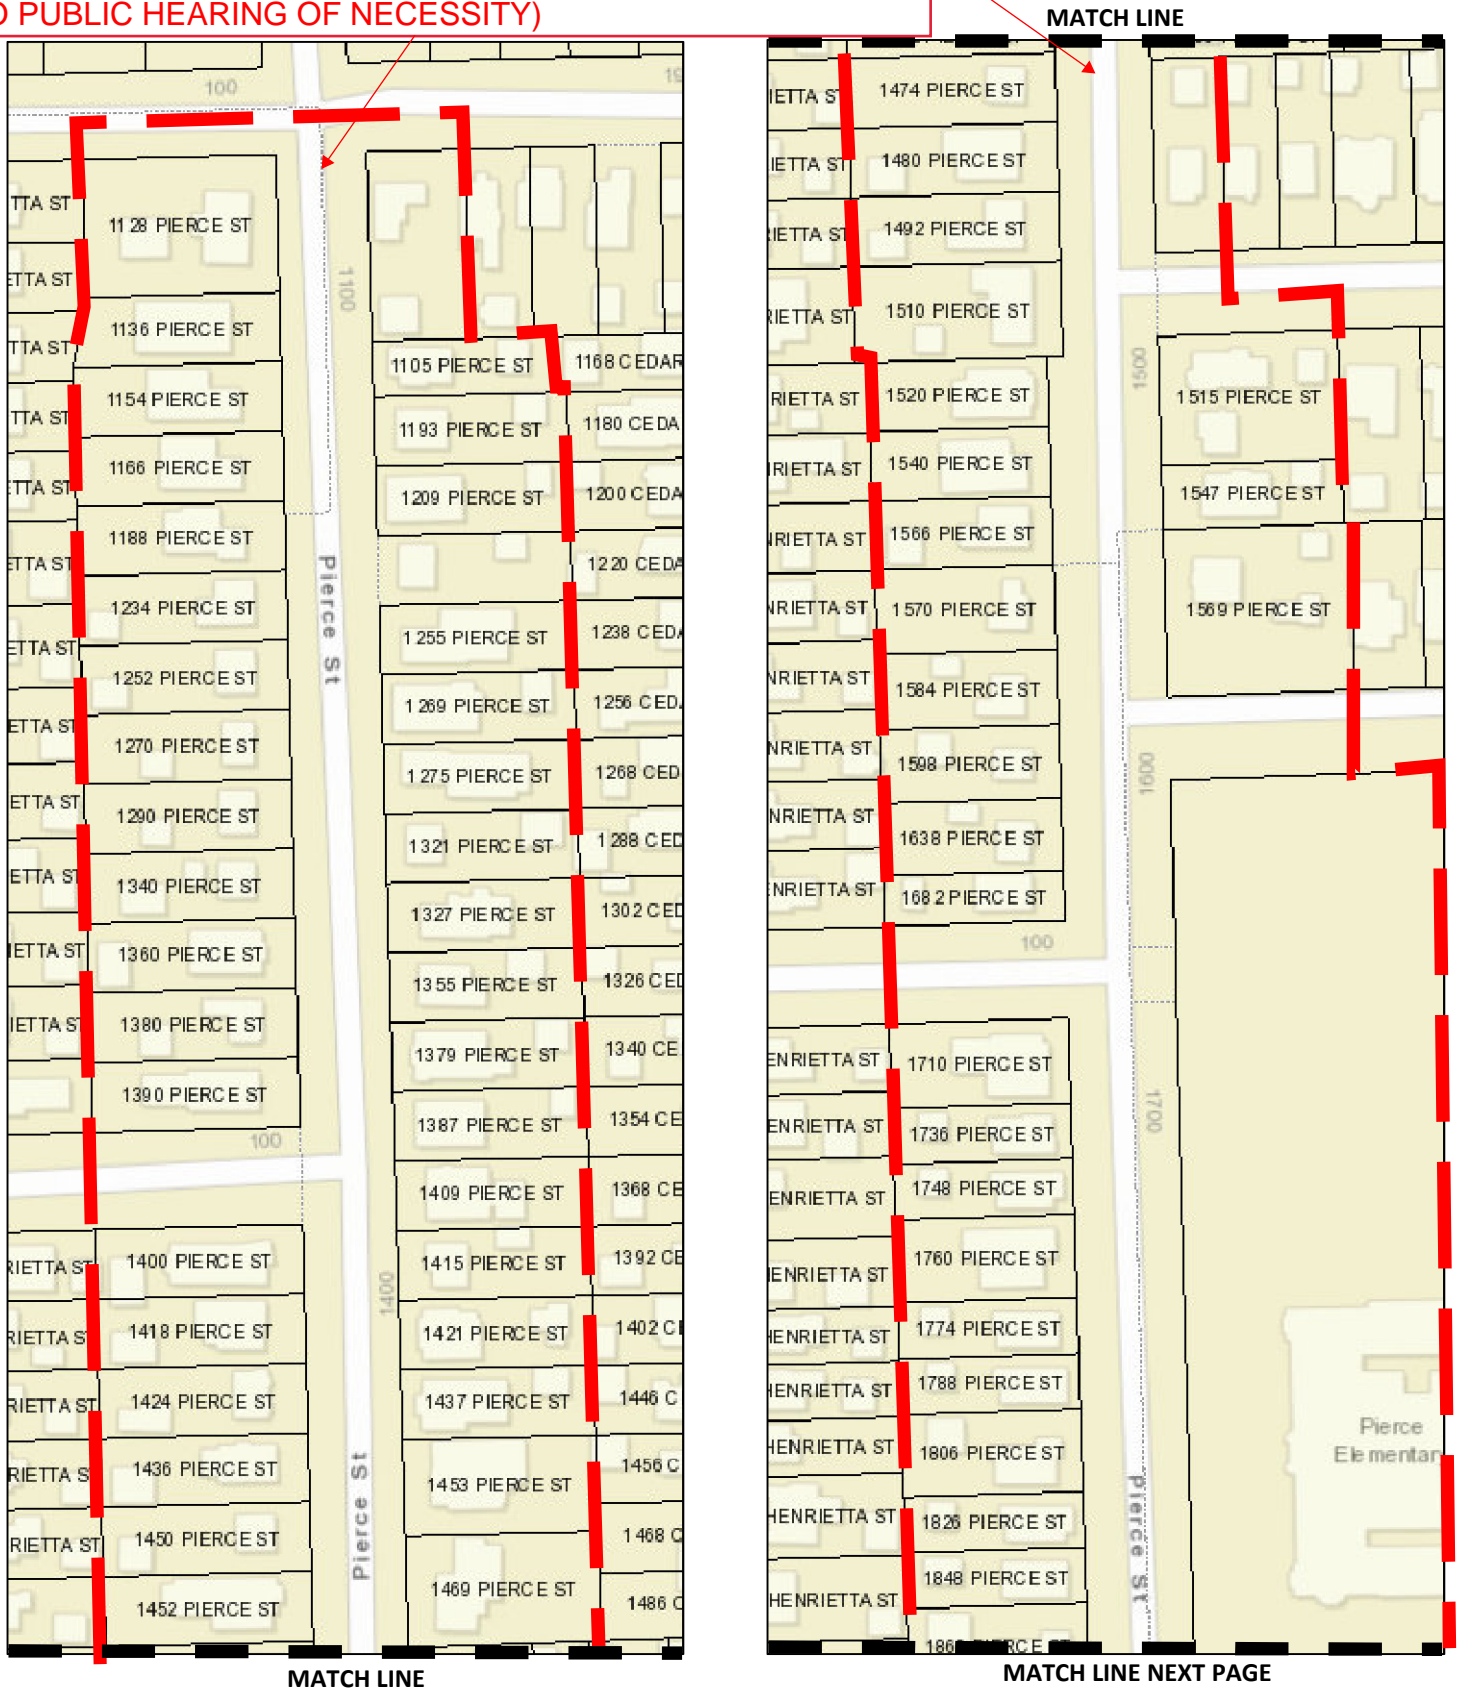 D PUBLIC HEARING OF NECESSITY)
MATCH LINE
100
19
TTA ST
1128 PIERCE ST
ETTA ST
1100
1136 PIERCE ST
TTA ST
1105 PIERCE ST
1168 CEDAR
1154 PIERCE ST
TTA ST
1193 PIERCE ST
1180 CEDA
1166 PIERCE ST
ETTA ST
1209 PIERCE ST
1200 CEDA
1188 PIERCE ST
ETTA ST
1220 CEDA
Pierce St
1234 PIERCE ST
1255 PIERCE ST
1238 CEDA
ETTA ST
1252 PIERCE ST
1269 PIERCE ST
1256 CED
ETTA ST
1270 PIERCE ST
1275 PIERCE ST
1268 CED
ETTA ST
1290 PIERCE ST
1321 PIERCE ST
1288 CED
ETTA ST
1340 PIERCE ST
1327 PIERCE ST
1302 CED
IETTA ST
1360 PIERCE ST
1355 PIERCE ST
1326 CED
IETTA ST
1380 PIERCE ST
1379 PIERCE ST
1340 CE
1390 PIERCE ST
1387 PIERCE ST
1354 CE
100
1409 PIERCE ST
1368 CE
RIETTA ST
1400 PIERCE ST
1415 PIERCE ST
1392 CE
1400
RIETTA ST
1418 PIERCE ST
1421 PIERCE ST
1402 CE
RIETTA ST
1424 PIERCE ST
1437 PIERCE ST
1446 C
RIETTA S
1436 PIERCE ST
1453 PIERCE ST
1456 C
Pierce St
RIETTA ST
1450 PIERCE ST
1468 C
1469 PIERCE ST
1452 PIERCE ST
1486 C
MATCH LINE
IETTA ST
1474 PIERCE ST
IETTA ST
1480 PIERCE ST
IETTA ST
1492 PIERCE ST
RIETTA ST
1510 PIERCE ST
1500
RIETTA ST
1520 PIERCE ST
1515 PIERCE ST
RIETTA ST
1540 PIERCE ST
1547 PIERCE ST
NRIETTA ST
1566 PIERCE ST
NRIETTA ST
1570 PIERCE ST
1569 PIERCE ST
NRIETTA ST
1584 PIERCE ST
NRIETTA ST
1598 PIERCE ST
1600
NRIETTA ST
1638 PIERCE ST
ENRIETTA ST
1682 PIERCE ST
100
ENRIETTA ST
1710 PIERCE ST
1700
ENRIETTA ST
1736 PIERCE ST
ENRIETTA ST
1748 PIERCE ST
HENRIETTA ST
1760 PIERCE ST
HENRIETTA ST
1774 PIERCE ST
HENRIETTA ST
1788 PIERCE ST
HENRIETTA ST
1806 PIERCE ST
Pierce
Elementary
HENRIETTA ST
1826 PIERCE ST
Pierce St
1848 PIERCE ST
HENRIETTA ST
PIERCE ST
MATCH LINE NEXT PAGE